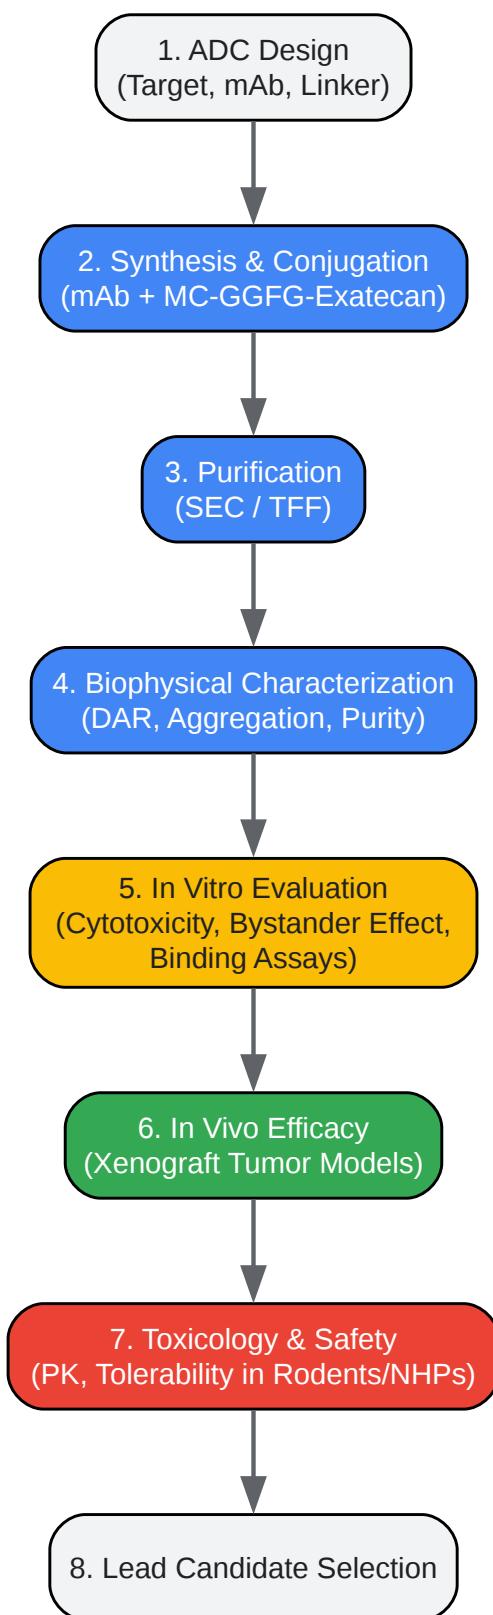 1. ADC Design
(Target, mAb, Linker)
2. Synthesis & Conjugation
(mAb + MC-GGFG-Exatecan)
3. Purification
(SEC / TFF)
4. Biophysical Characterization
(DAR, Aggregation, Purity)
5. In Vitro Evaluation
(Cytotoxicity, Bystander Effect,
Binding Assays)
6. In Vivo Efficacy
(Xenograft Tumor Models)
7. Toxicology & Safety
(PK, Tolerability in Rodents/NHPs)
8. Lead Candidate Selection